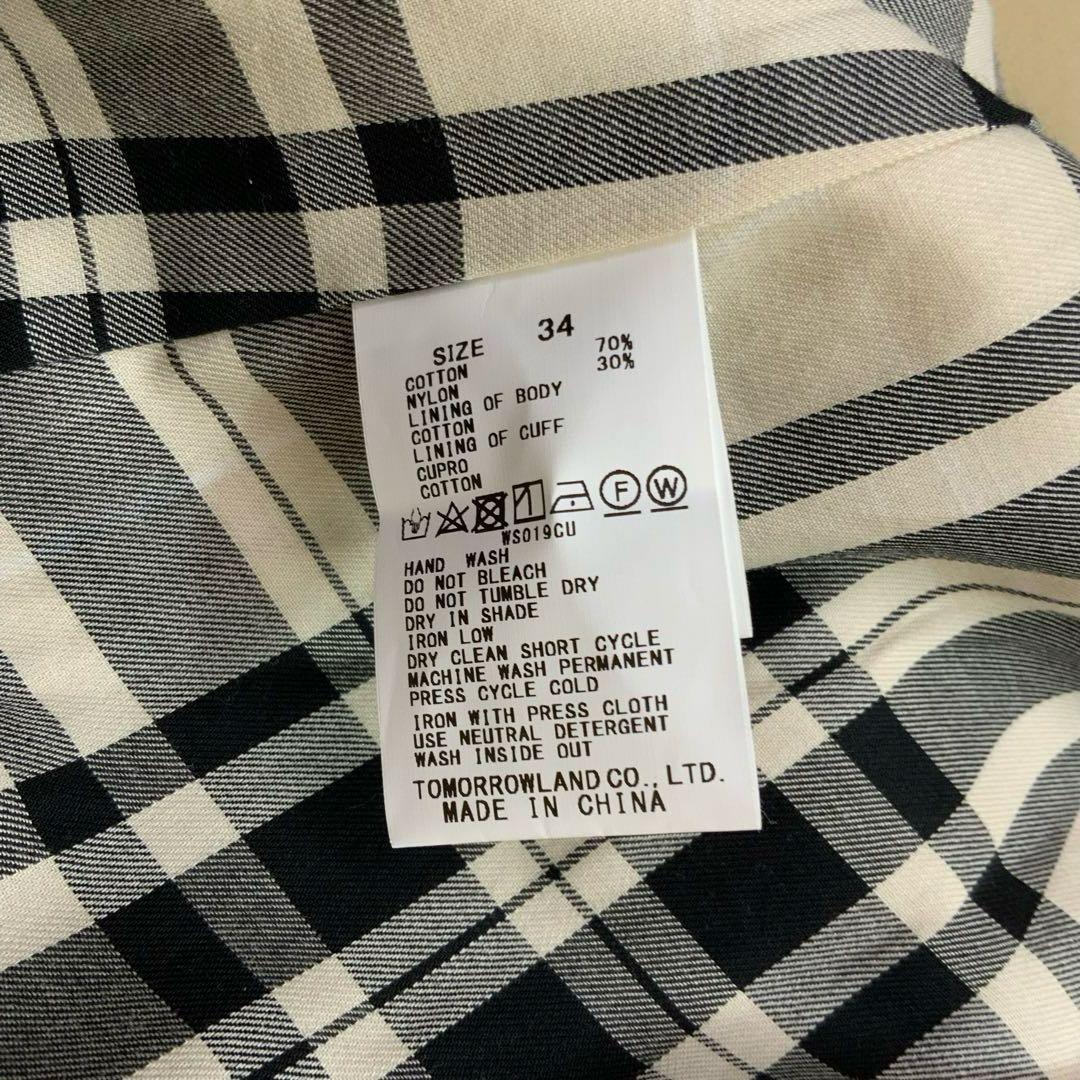 SIZE 34
COTTON 70%
NYLON 30%
LINING OF BODY
COTTON
LINING OF CUFF
CUPRO
COTTON
F W
WS019CU
HAND WASH
DO NOT BLEACH
DO NOT TUMBLE DRY
DRY IN SHADE
IRON LOW
DRY CLEAN SHORT CYCLE
MACHINE WASH PERMANENT
PRESS CYCLE COLD
IRON WITH PRESS CLOTH
USE NEUTRAL DETERGENT
WASH INSIDE OUT
TOMORROWLAND CO., LTD.
MADE IN CHINA